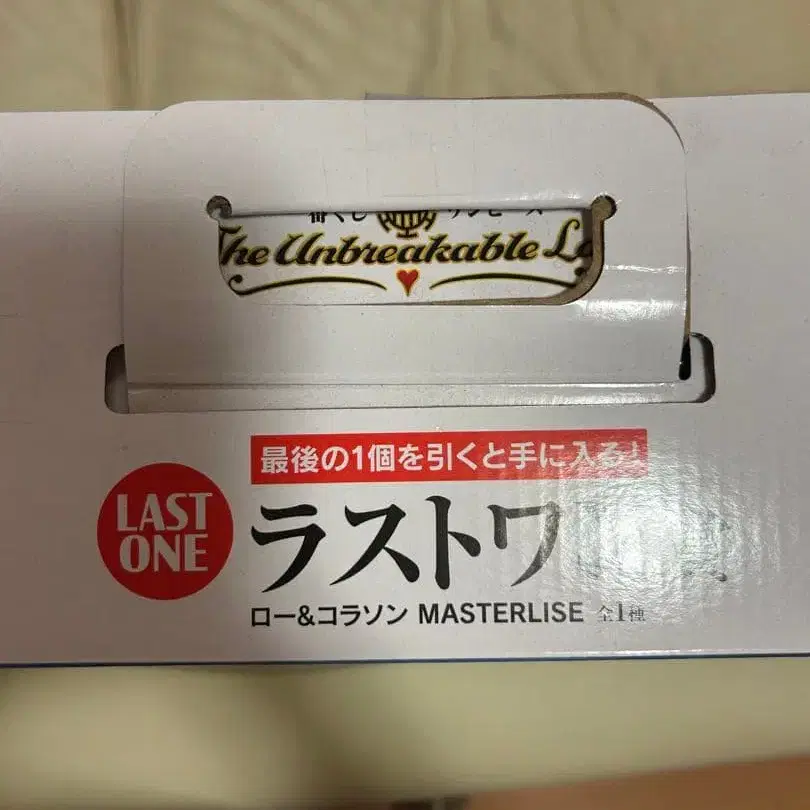 The Unbreakable
最後の1個を引くと手に入る!
LAST
ONE
ラストワ
ロー&コラソン MASTERLISE 全1種